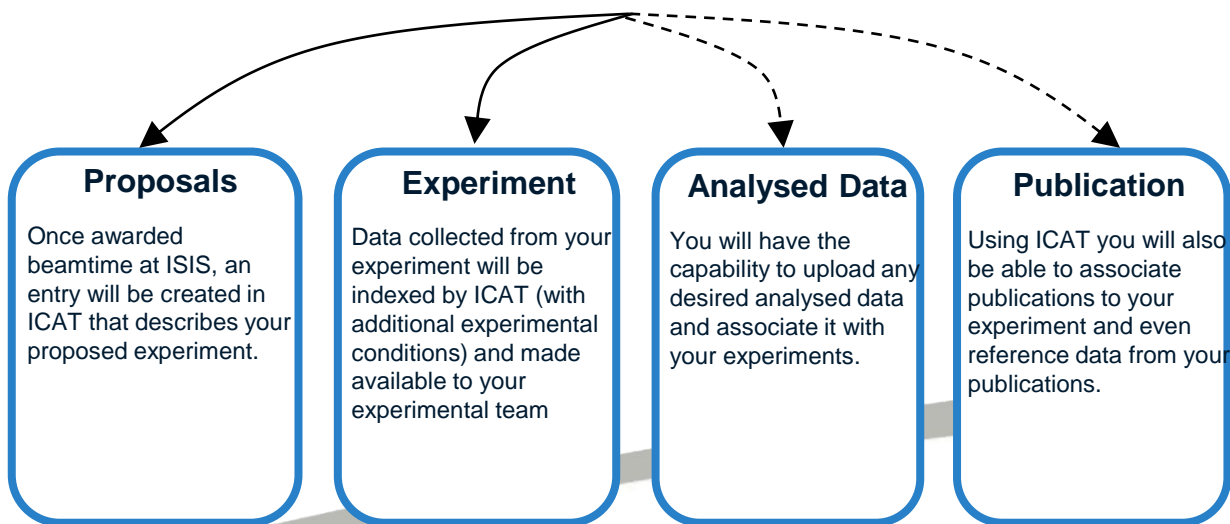 Proposals
Once awarded
beamtime at ISIS, an
entry will be created in
ICAT that describes your
proposed experiment.
Experiment
Data collected from your
experiment will be
indexed by ICAT (with
additional experimental
conditions) and made
available to your
experimental team
Analysed Data
You will have the
capability to upload any
desired analysed data
and associate it with
your experiments.
Publication
Using ICAT you will also
be able to associate
publications to your
experiment and even
reference data from your
publications.